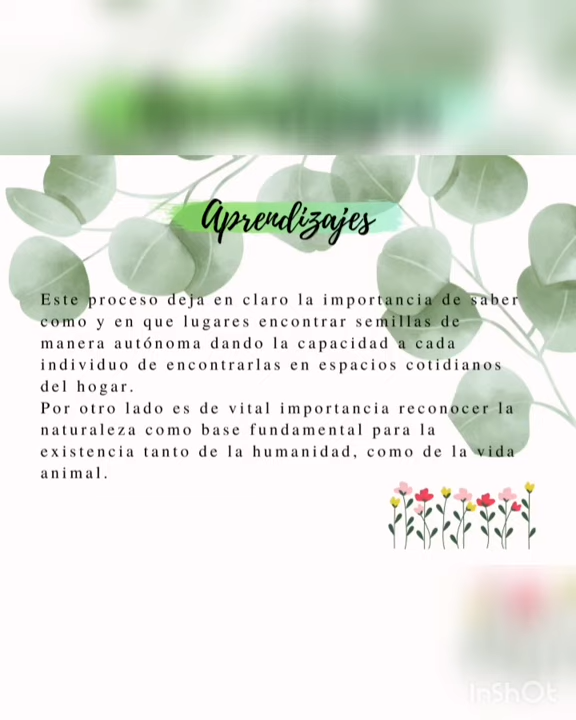 Aprendizajes
Este proceso deja en claro la importancia de saber
como y en que lugares encontrar semillas de
manera autónoma dando la capacidad a cada
individuo de encontrarlas en espacios cotidianos
del hogar.
Por otro lado es de vital importancia reconocer la
naturaleza como base fundamental para la
existencia tanto de la humanidad, como de la vida
animal.
InShOt